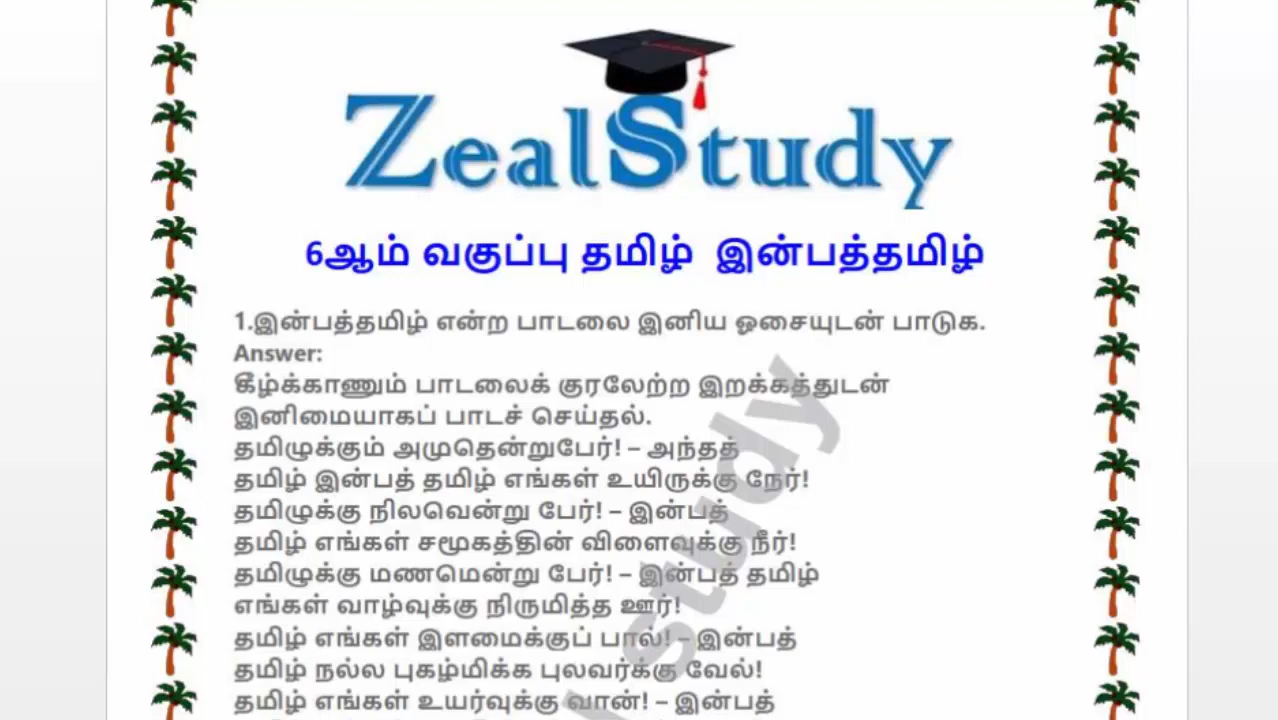 ZealStudy
6ஆம் வகுப்பு தமிழ் இன்பத்தமிழ்
1.இன்பத்தமிழ் என்ற பாடலை இனிய ஓசையுடன் பாடுக.
Answer:
கீழ்க்காணும் பாடலைக் குரலேற்ற இறக்கத்துடன்
இனிமையாகப் பாடச் செய்தல்.
தமிழுக்கும் அமுதென்றுபேர்! – அந்தத்
தமிழ் இன்பத் தமிழ் எங்கள் உயிருக்கு நேர்!
தமிழுக்கு நிலவென்று பேர்! – இன்பத்
தமிழ் எங்கள் சமூகத்தின் விளைவுக்கு நீர்!
தமிழுக்கு மணமென்று பேர்! – இன்பத் தமிழ்
எங்கள் வாழ்வுக்கு நிருமித்த ஊர்!
தமிழ் எங்கள் இளமைக்குப் பால்! – இன்பத்
தமிழ் நல்ல புகழ்மிக்க புலவர்க்கு வேல்!
தமிழ் எங்கள் உயர்வுக்கு வான்! – இன்பத்
study